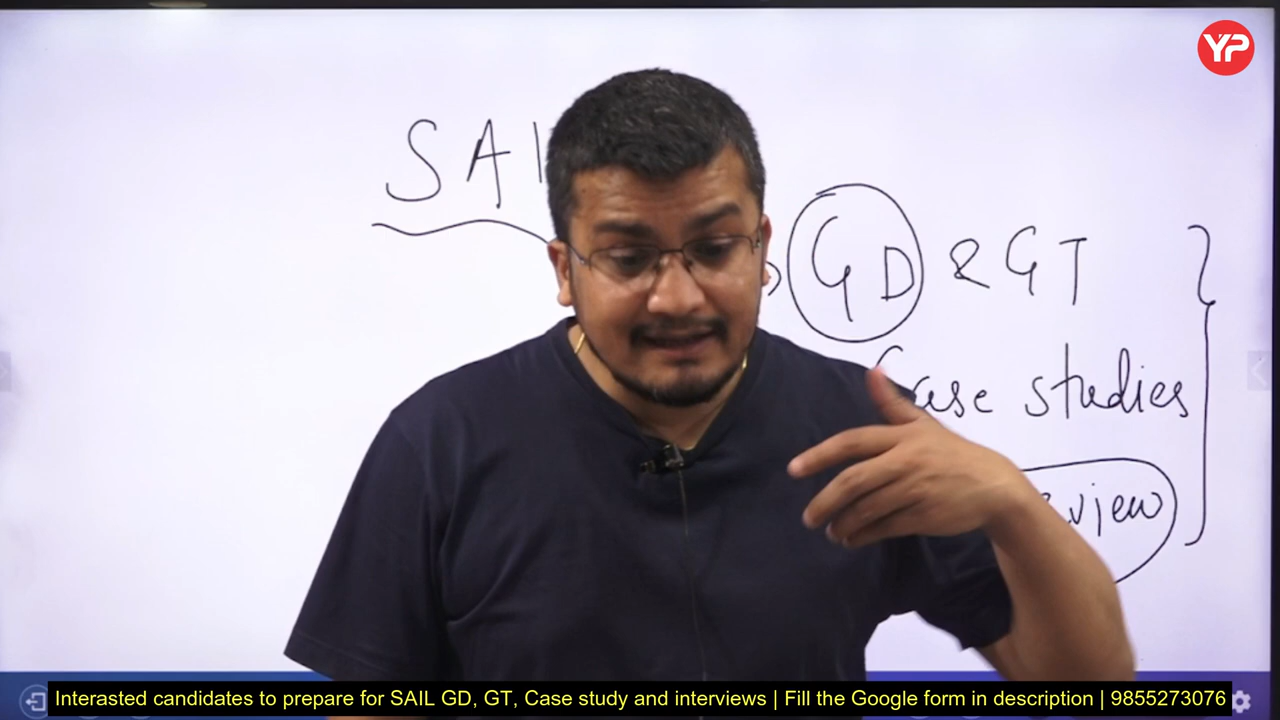 YP
SAI
GD & GT
Case studies
view
Interasted candidates to prepare for SAIL GD, GT, Case study and interviews | Fill the Google form in description | 9855273076